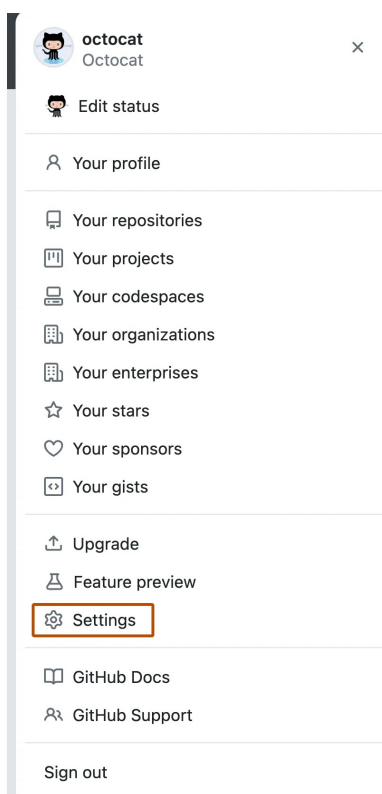 octocat
Octocat
Edit status
Your profile
Your repositories
Your projects
Your codespaces
Your organizations
Your enterprises
Your stars
Your sponsors
Your gists
Upgrade
Feature preview
Settings
GitHub Docs
GitHub Support
Sign out